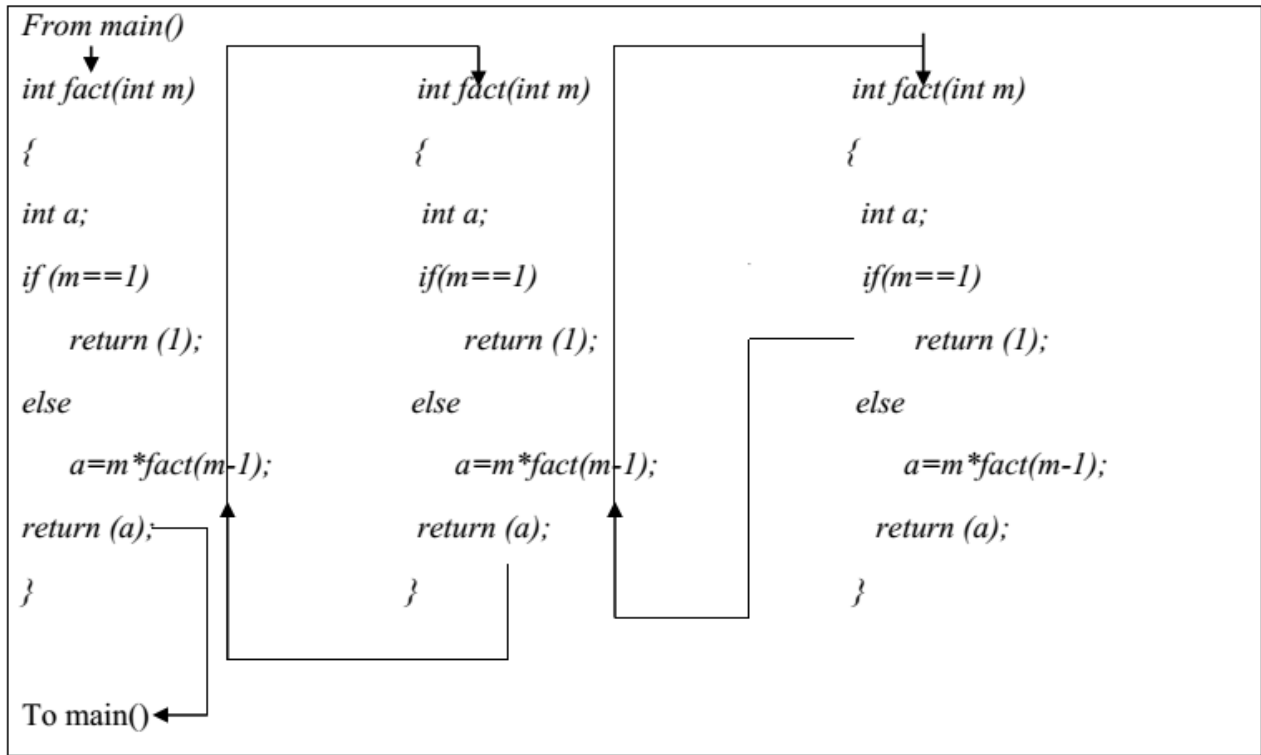 From main()
int fact(int m)
{
int a;
if (m==1)
return (1);
else
a=m*fact(m-1);
return (a);
}
To main()
int fact(int m)
{
int a;
if(m==1)
return (1);
else
a=m*fact(m-1);
return (a);
}
int fact(int m)
{
int a;
if(m==1)
return (1);
else
a=m*fact(m-1);
return (a);
}